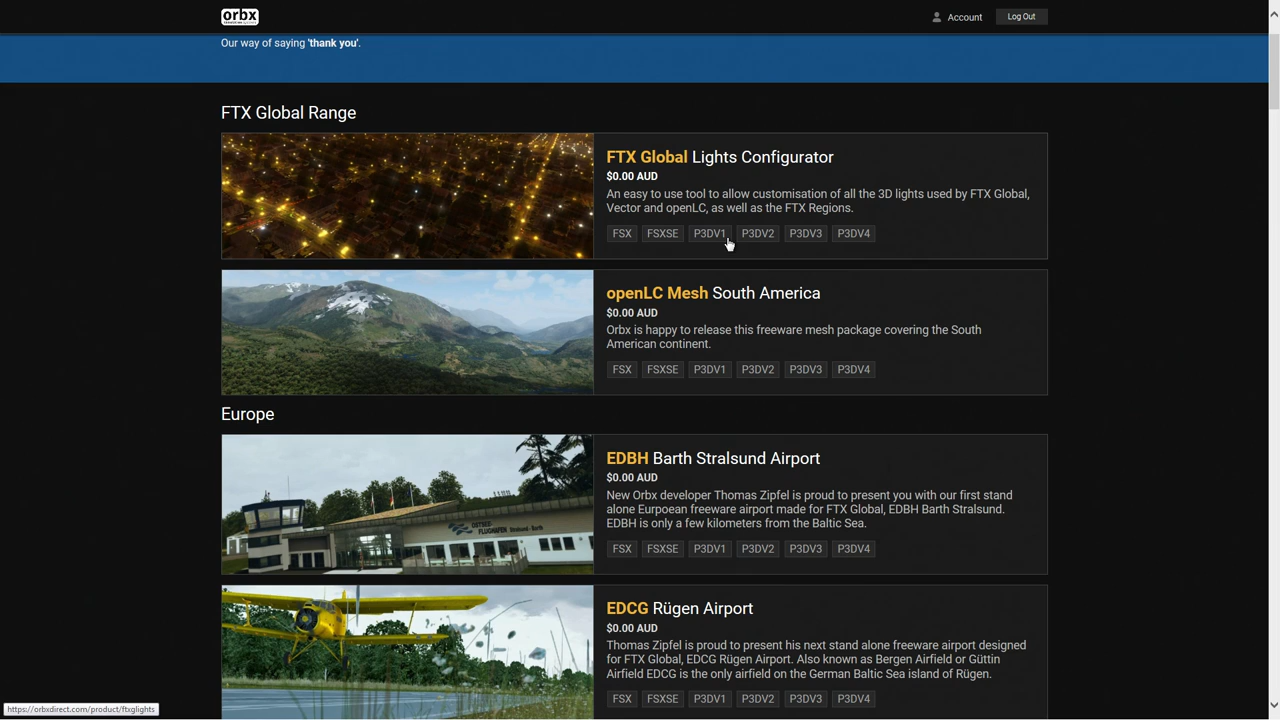 orbx
Account
Log Out
Our way of saying 'thank you'.
FTX Global Range
FTX Global Lights Configurator
$0.00 AUD
An easy to use tool to allow customisation of all the 3D lights used by FTX Global,
Vector and openLC, as well as the FTX Regions.
FSX FSXSE P3DV1 P3DV2 P3DV3 P3DV4
openLC Mesh South America
$0.00 AUD
Orbx is happy to release this freeware mesh package covering the South
American continent.
FSX FSXSE P3DV1 P3DV2 P3DV3 P3DV4
Europe
EDBH Barth Stralsund Airport
$0.00 AUD
New Orbx developer Thomas Zipfel is proud to present you with our first stand
alone Eurpoean freeware airport made for FTX Global, EDBH Barth Stralsund.
EDBH is only a few kilometers from the Baltic Sea.
OSTSEE
FLUGHAFEN Stralsund-Barth
FSX FSXSE P3DV1 P3DV2 P3DV3 P3DV4
EDCG Rügen Airport
$0.00 AUD
Thomas Zipfel is proud to present his next stand alone freeware airport designed
for FTX Global, EDCG Rügen Airport. Also known as Bergen Airfield or Güttin
Airfield EDCG is the only airfield on the German Baltic Sea island of Rügen.
FSX FSXSE P3DV1 P3DV2 P3DV3 P3DV4
https://orbxdirect.com/product/ftxglights